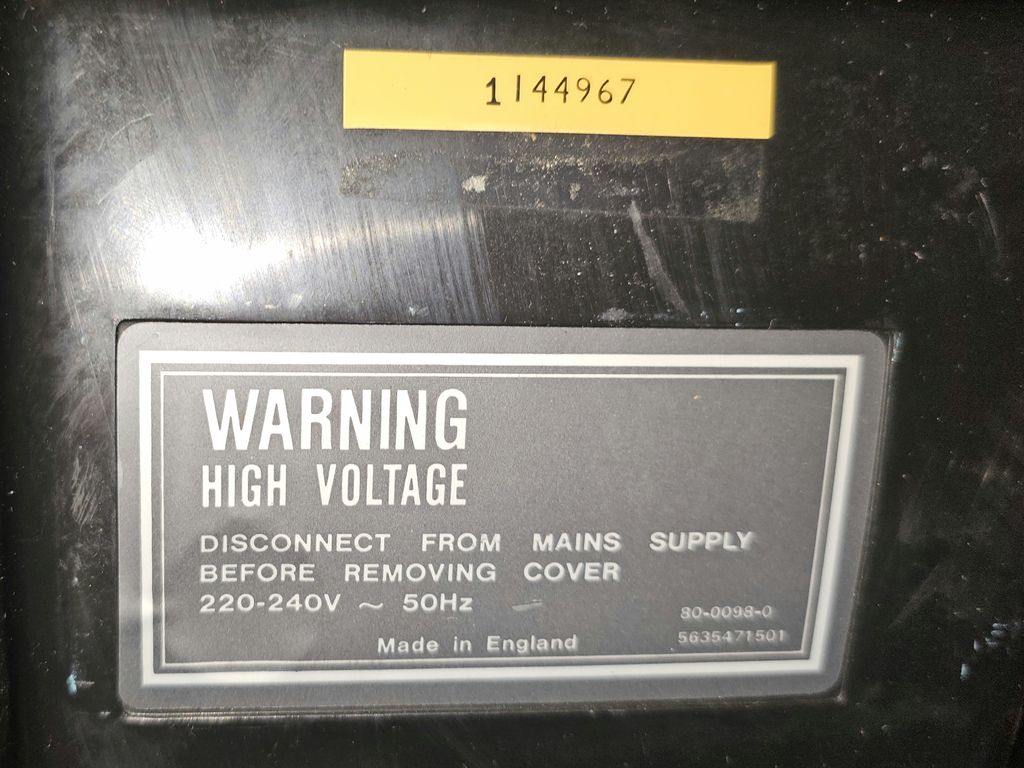 1144967
WARNING
HIGH VOLTAGE
DISCONNECT FROM MAINS SUPPLY
BEFORE REMOVING COVER
220-240V ~ 50Hz
80-0098-0
Made in England
5635471501